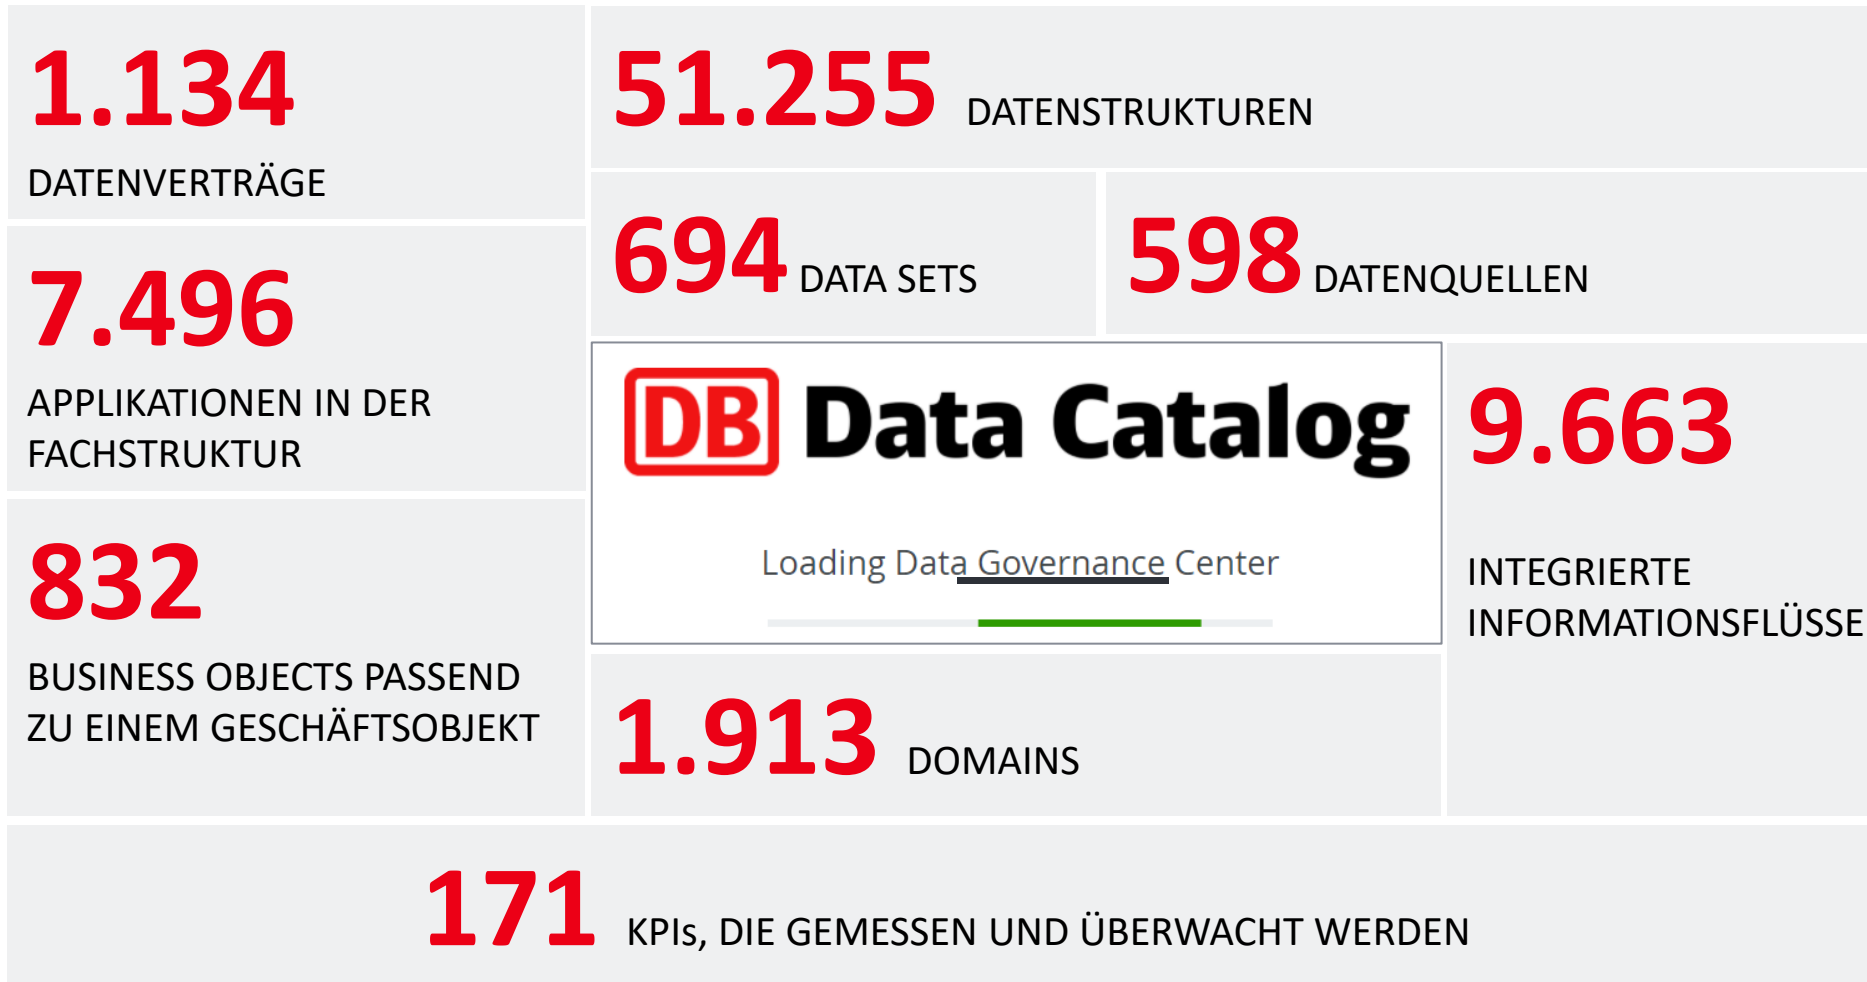 1.134
DATENVERTRÄGE
51.255 DATENSTRUKTUREN
694 DATA SETS
598 DATENQUELLEN
7.496
APPLIKATIONEN IN DER
FACHSTRUKTUR
DB Data Catalog
Loading Data Governance Center
9.663
INTEGRIERTE
INFORMATIONSFLÜSSE
832
BUSINESS OBJECTS PASSEND
ZU EINEM GESCHÄFTSOBJEKT
1.913 DOMAINS
171 KPIs, DIE GEMESSEN UND ÜBERWACHT WERDEN